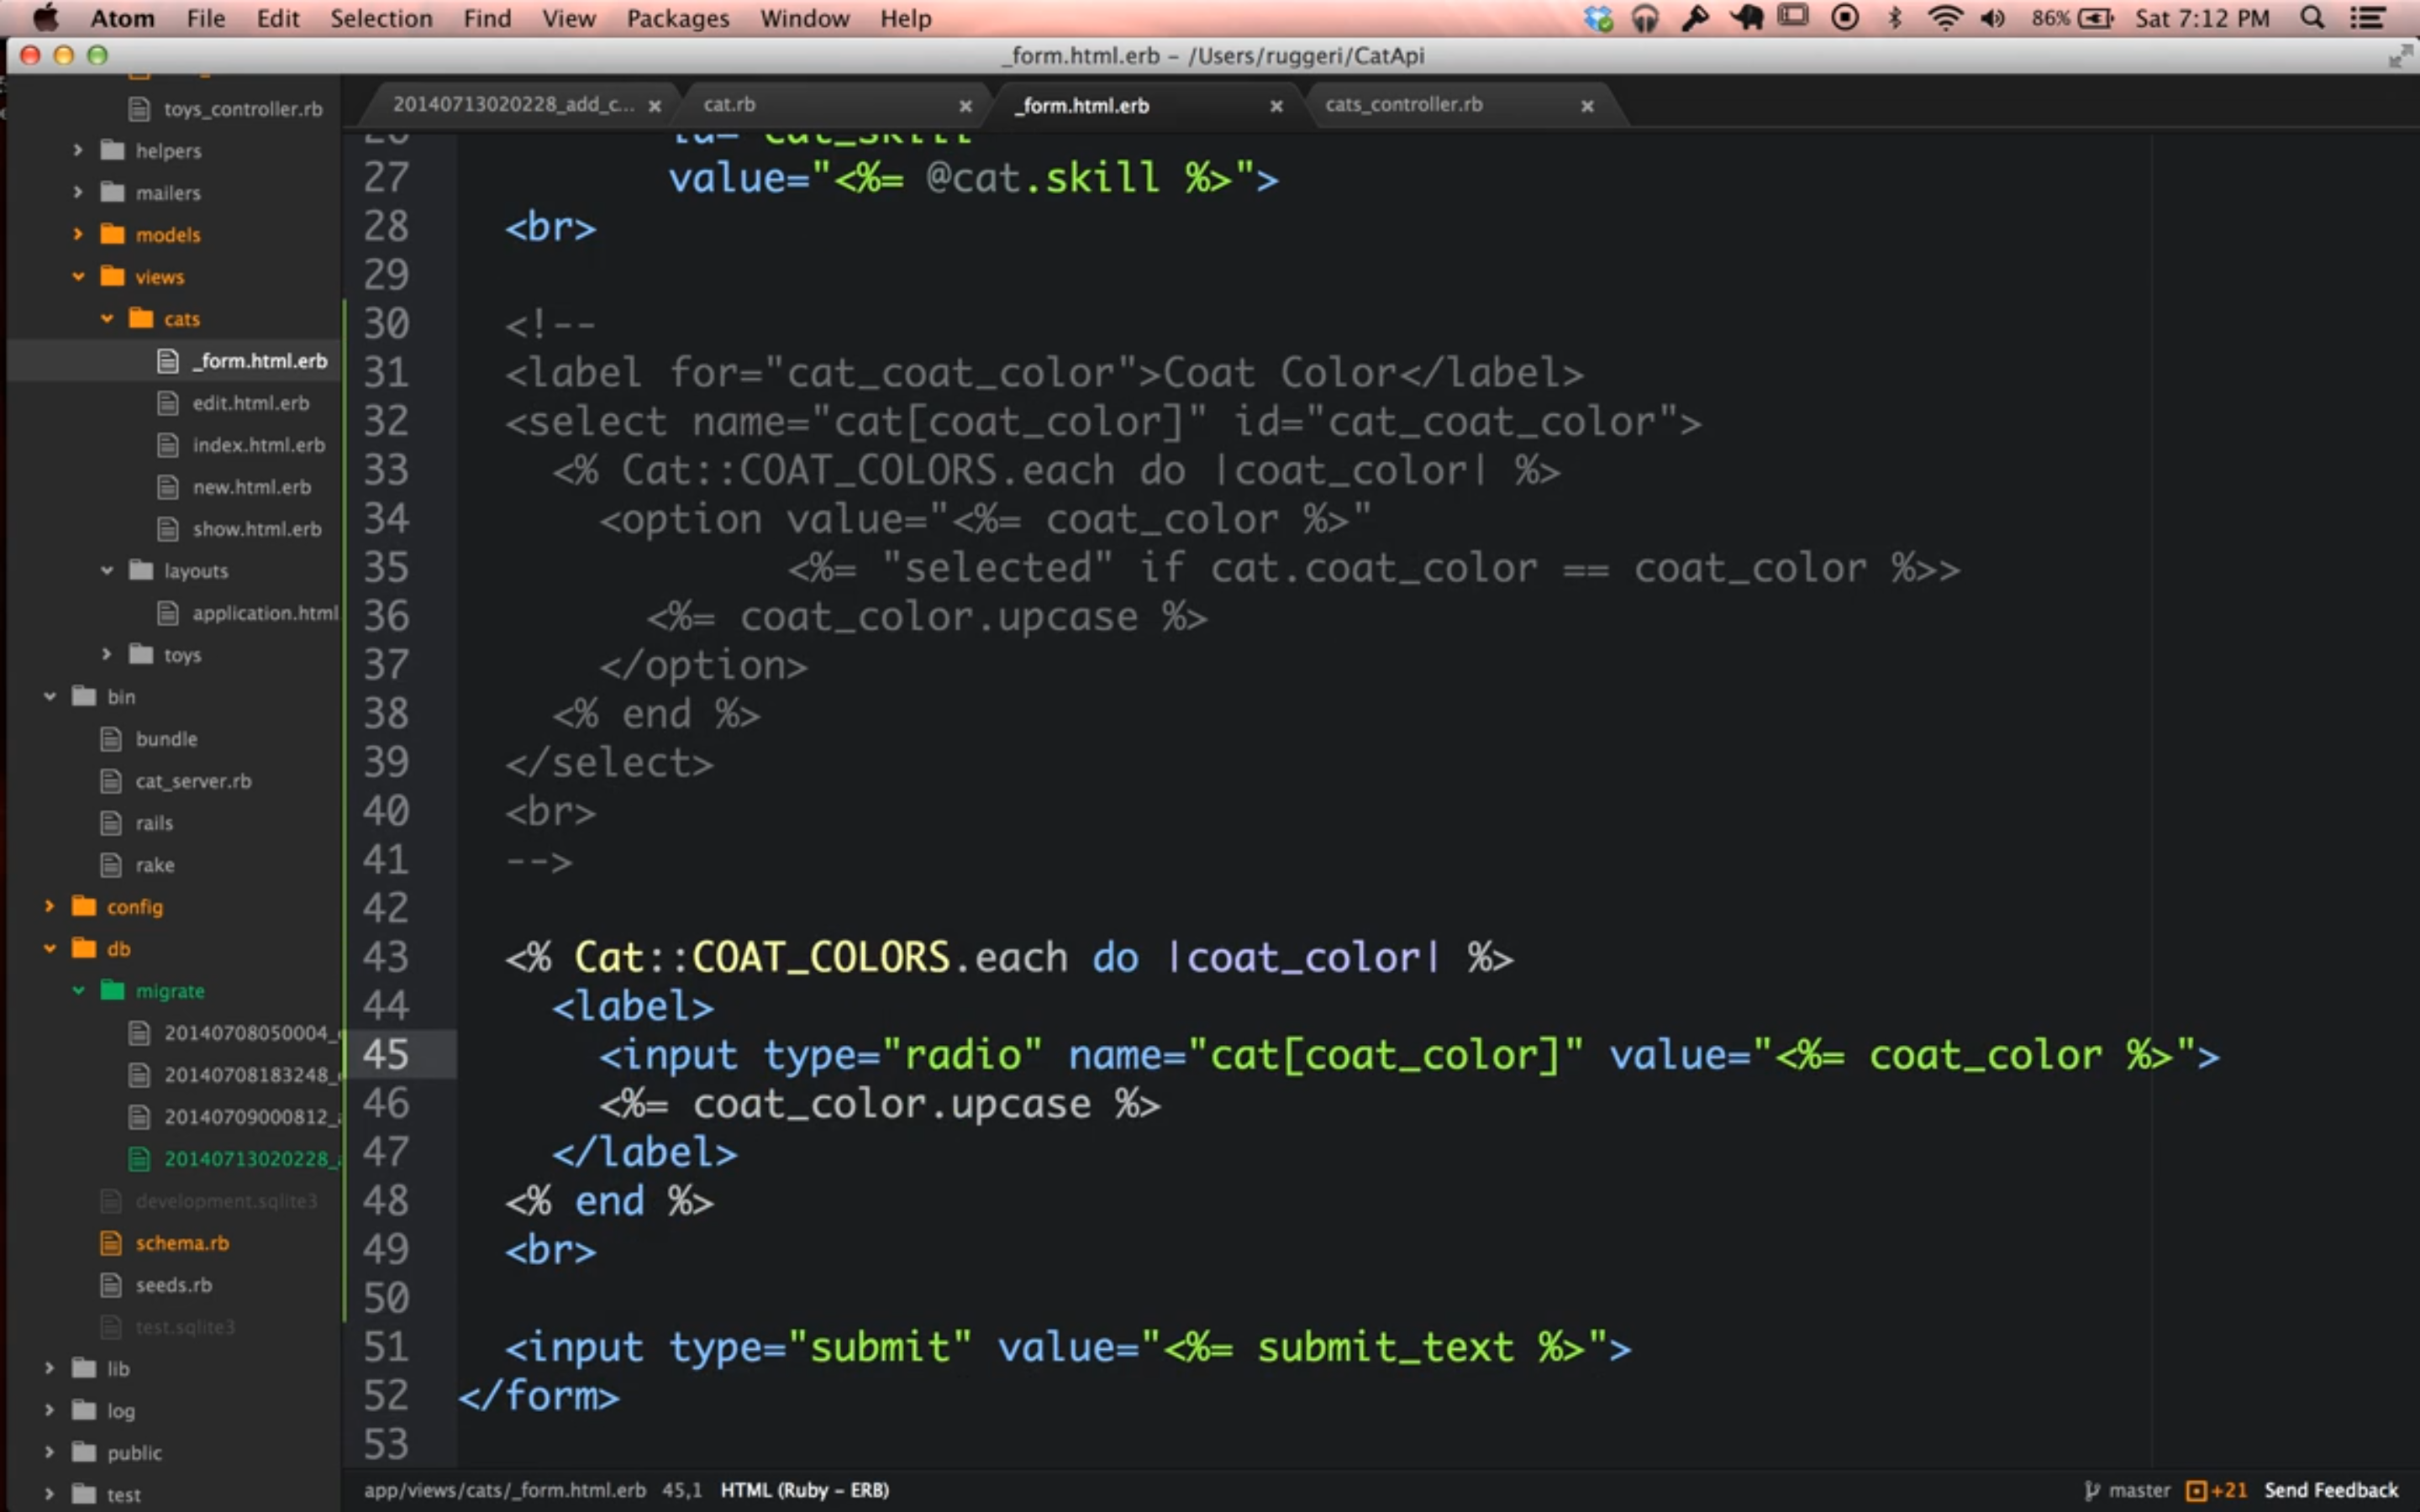 Atom File Edit Selection Find View Packages Window Help 86% Sat 7:12 PM
_form.html.erb – /Users/ruggeri/CatApi
toys_controller.rb
helpers
mailers
models
views
cats
_form.html.erb
edit.html.erb
index.html.erb
new.html.erb
show.html.erb
layouts
application.html
toys
bin
bundle
cat_server.rb
rails
rake
config
db
migrate
20140708050004_
20140708183248_
20140709000812_
20140713020228_
development.sqlite3
schema.rb
seeds.rb
test.sqlite3
lib
log
public
test
20140713020228_add_c... cat.rb _form.html.erb cats_controller.rb
26 id="cat_skill"
27 value="<%= @cat.skill %>">
28 <br>
29
30 <!--
31 <label for="cat_coat_color">Coat Color</label>
32 <select name="cat[coat_color]" id="cat_coat_color">
33 <% Cat::COAT_COLORS.each do |coat_color| %>
34 <option value="<%= coat_color %>"
35 <%= "selected" if cat.coat_color == coat_color %>>
36 <%= coat_color.upcase %>
37 </option>
38 <% end %>
39 </select>
40 <br>
41 -->
42
43 <% Cat::COAT_COLORS.each do |coat_color| %>
44 <label>
45 <input type="radio" name="cat[coat_color]" value="<%= coat_color %>">
46 <%= coat_color.upcase %>
47 </label>
48 <% end %>
49 <br>
50
51 <input type="submit" value="<%= submit_text %>">
52 </form>
53
app/views/cats/_form.html.erb 45,1 HTML (Ruby – ERB) master +21 Send Feedback